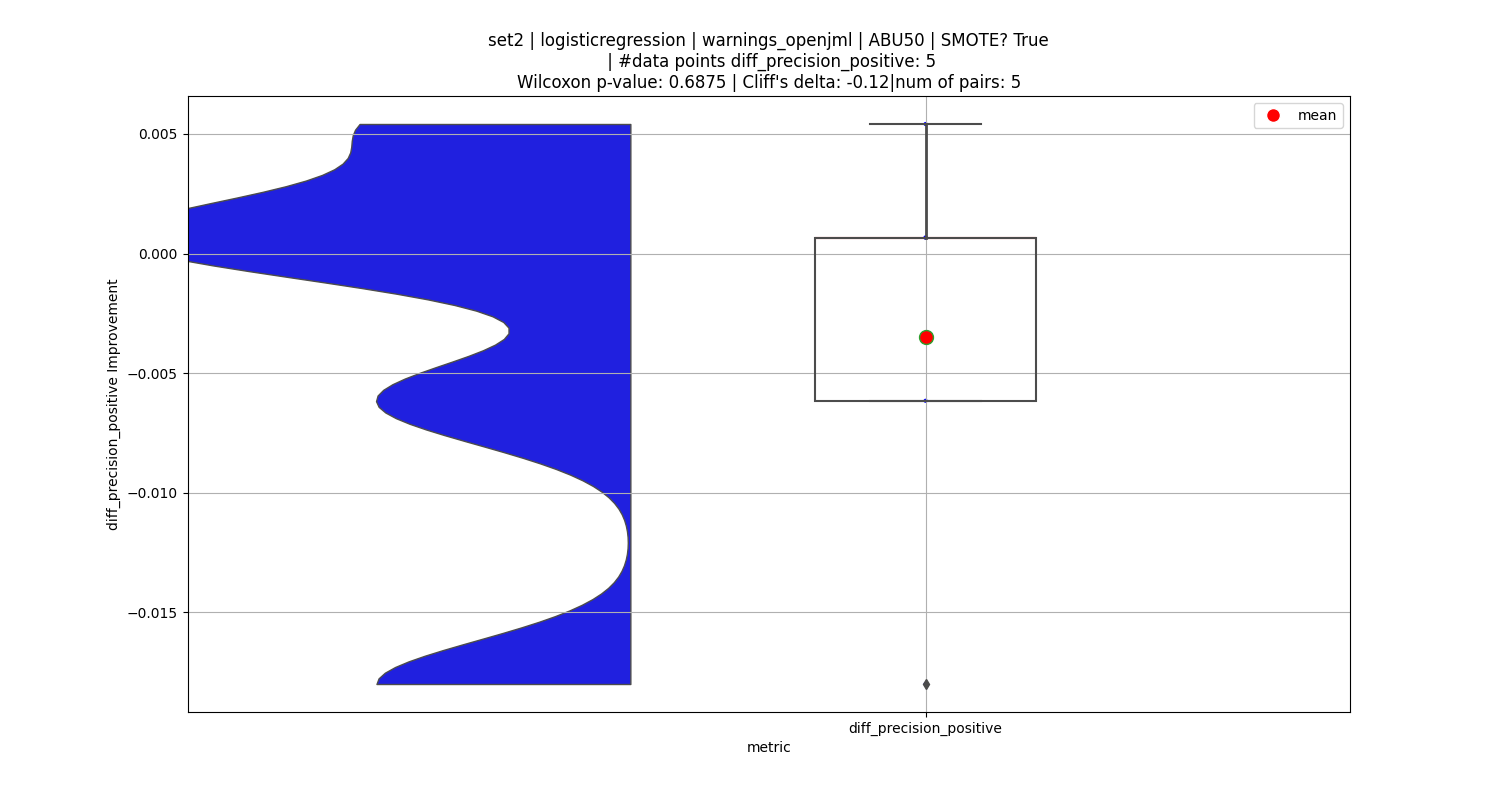 set2 | logisticregression | warnings_openjml | ABU50 | SMOTE? True
| #data points diff_precision_positive: 5
Wilcoxon p-value: 0.6875 | Cliff's delta: -0.12|num of pairs: 5
mean
0.005
0.000
−0.005
−0.010
−0.015
diff_precision_positive Improvement
diff_precision_positive
metric